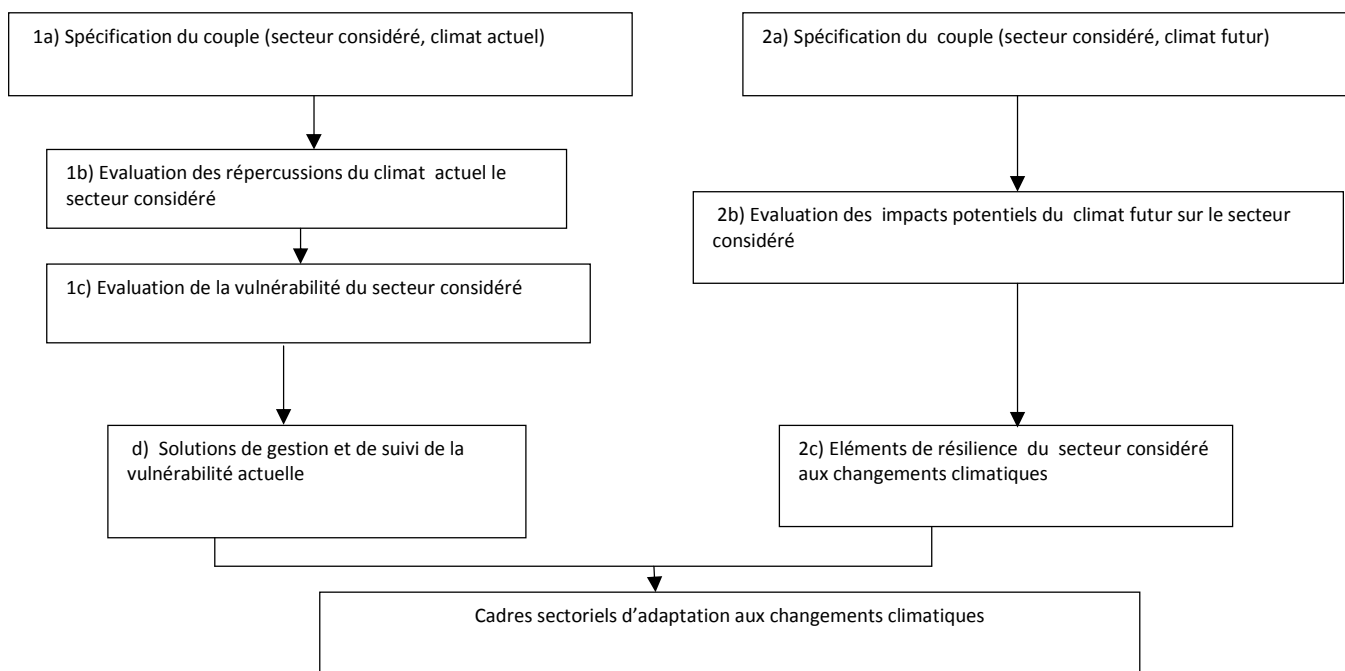 1a) Spécification du couple (secteur considéré, climat actuel)
2a) Spécification du couple (secteur considéré, climat futur)
1b) Evaluation des répercussions du climat actuel le
secteur considéré
2b) Evaluation des impacts potentiels du climat futur sur le secteur
considéré
1c) Evaluation de la vulnérabilité du secteur considéré
d) Solutions de gestion et de suivi de la
vulnérabilité actuelle
2c) Eléments de résilience du secteur considéré
aux changements climatiques
Cadres sectoriels d’adaptation aux changements climatiques